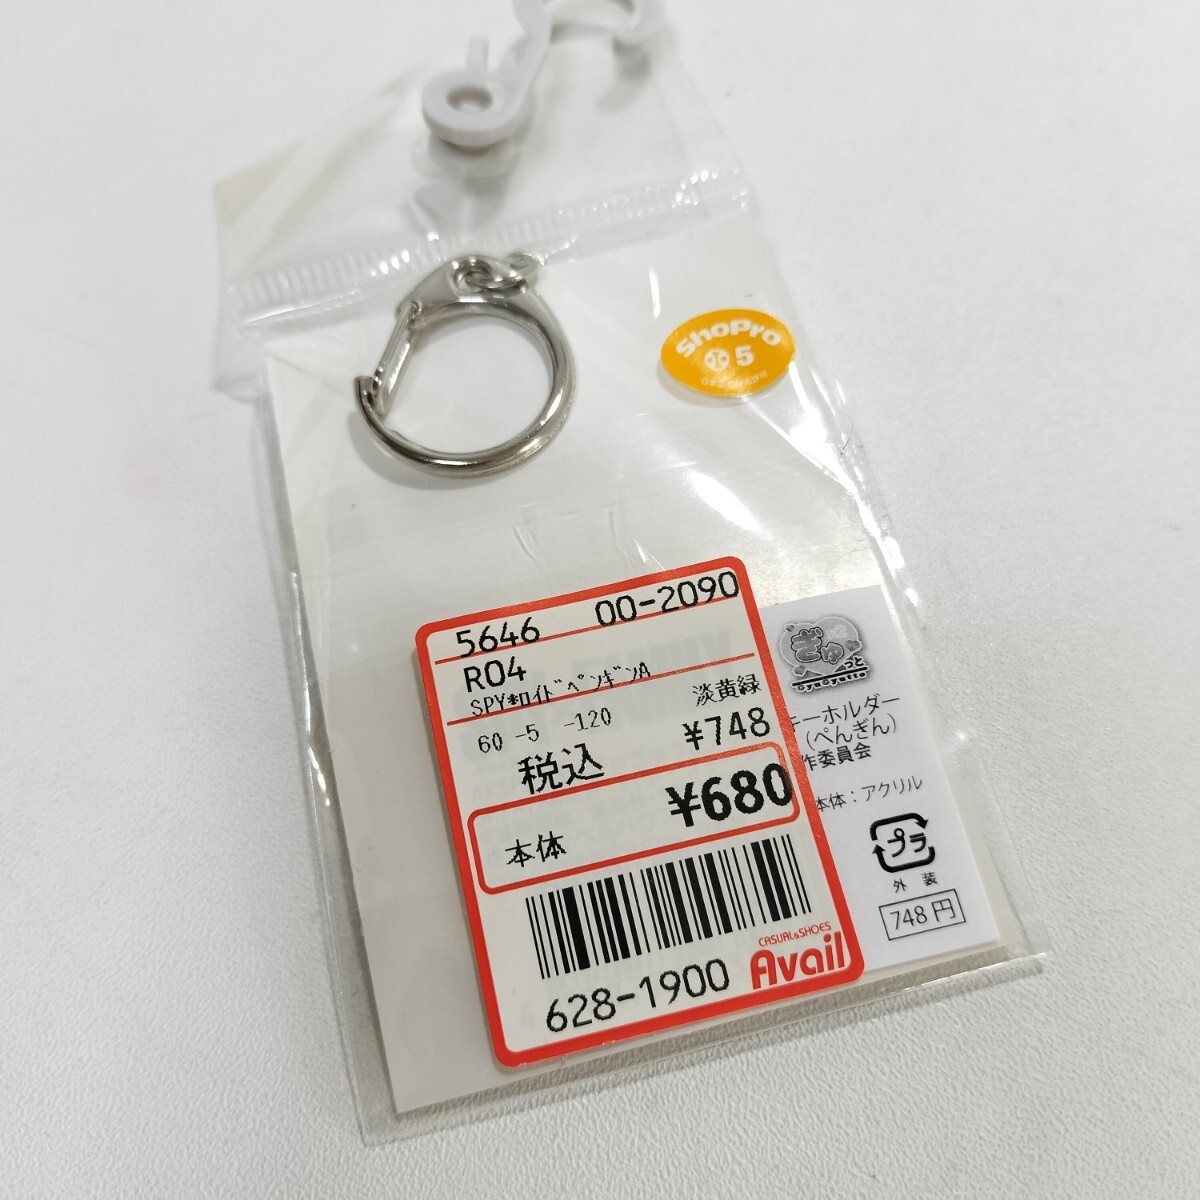 ShoPro
5
5646 00-2090
R04
SPY*ロイドペンギンA
淡黄緑
60 -5 -120
¥748
税込
¥680
本体
628-1900
CASUAL&SHOES
Avail
ぎゅ
っと
GyuGyutto
キーホルダー
(ぺんぎん)
作委員会
本体：アクリル
プラ
外装
748円